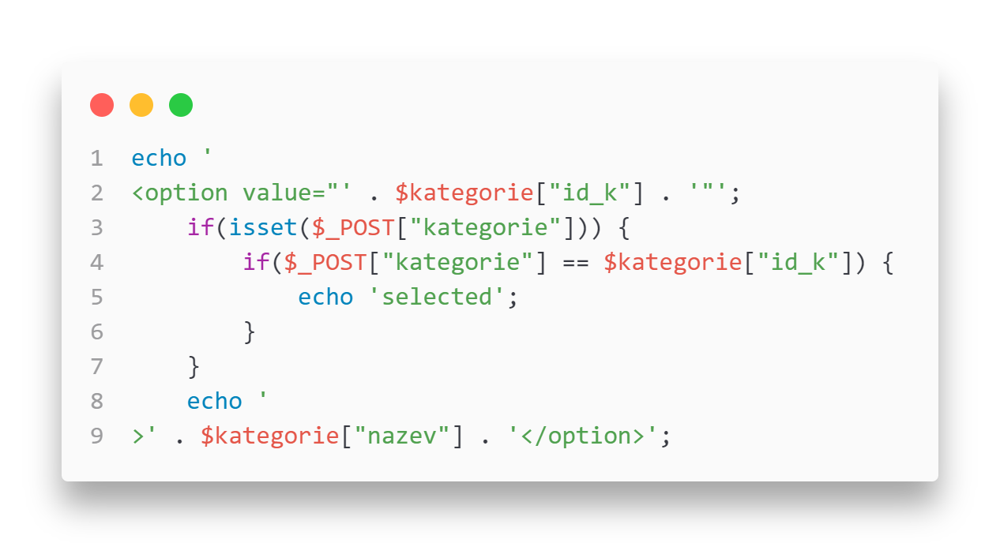 1 echo '
2 <option value="' . $kategorie["id_k"] . '"';
3     if(isset($_POST["kategorie"])) {
4         if($_POST["kategorie"] == $kategorie["id_k"]) {
5             echo 'selected';
6         }
7     }
8     echo '
9 >' . $kategorie["nazev"] . '</option>';